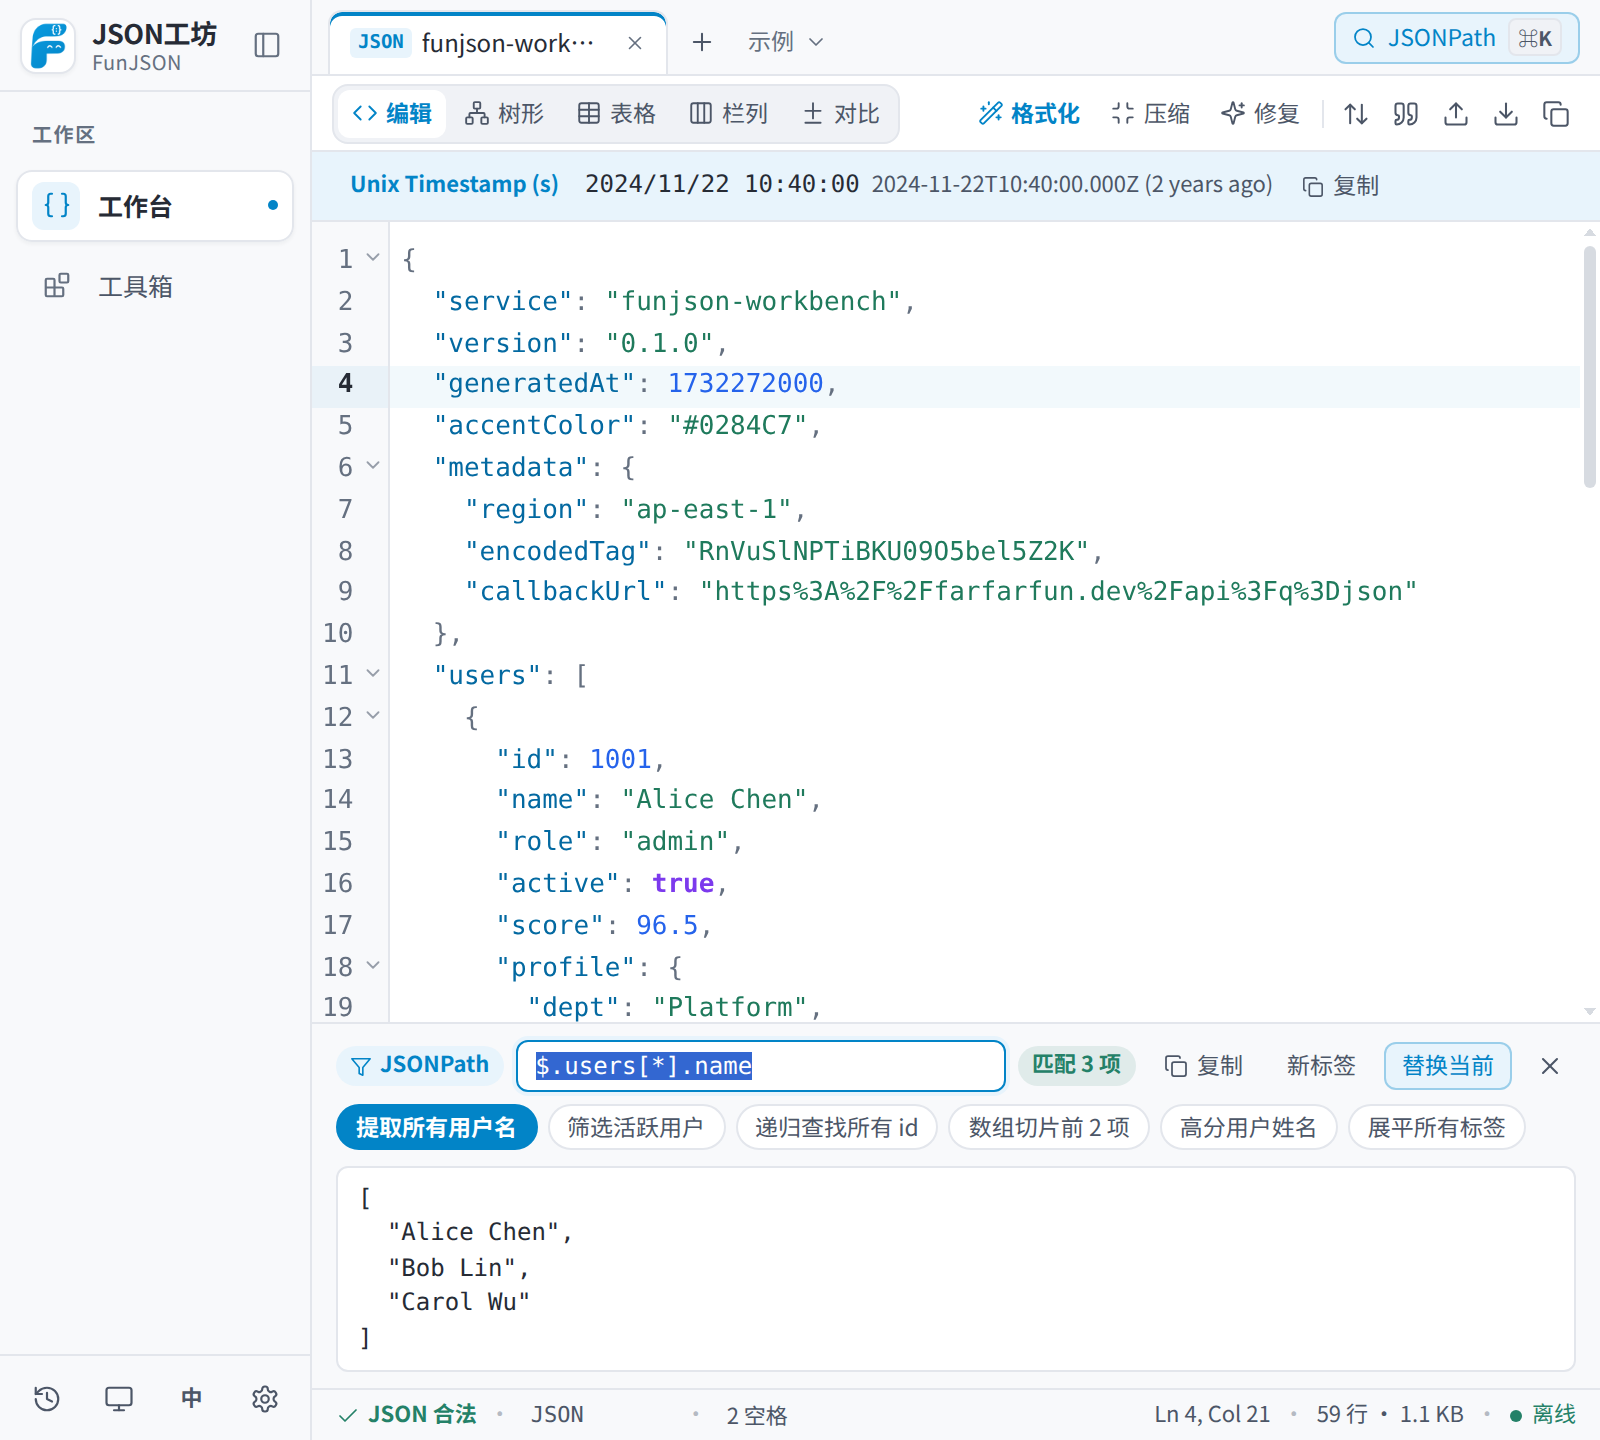 JSON工坊
FunJSON
工作区
{} 工作台
工具箱
中
JSON funjson-work···
示例
JSONPath ⌘K
编辑 树形 表格 栏列 对比
格式化 压缩 修复
Unix Timestamp (s) 2024/11/22 10:40:00 2024-11-22T10:40:00.000Z (2 years ago) 复制
1 {
2 "service": "funjson-workbench",
3 "version": "0.1.0",
4 "generatedAt": 1732272000,
5 "accentColor": "#0284C7",
6 "metadata": {
7 "region": "ap-east-1",
8 "encodedTag": "RnVuSlNPTiBKU09O5bel5Z2K",
9 "callbackUrl": "https%3A%2F%2Ffarfarfun.dev%2Fapi%3Fq%3Djson"
10 },
11 "users": [
12 {
13 "id": 1001,
14 "name": "Alice Chen",
15 "role": "admin",
16 "active": true,
17 "score": 96.5,
18 "profile": {
19 "dept": "Platform",
JSONPath $.users[*].name 匹配 3 项 复制 新标签 替换当前
提取所有用户名 筛选活跃用户 递归查找所有 id 数组切片前 2 项 高分用户姓名 展平所有标签
[
"Alice Chen",
"Bob Lin",
"Carol Wu"
]
JSON 合法 • JSON • 2 空格
Ln 4, Col 21 • 59 行 • 1.1 KB • 离线